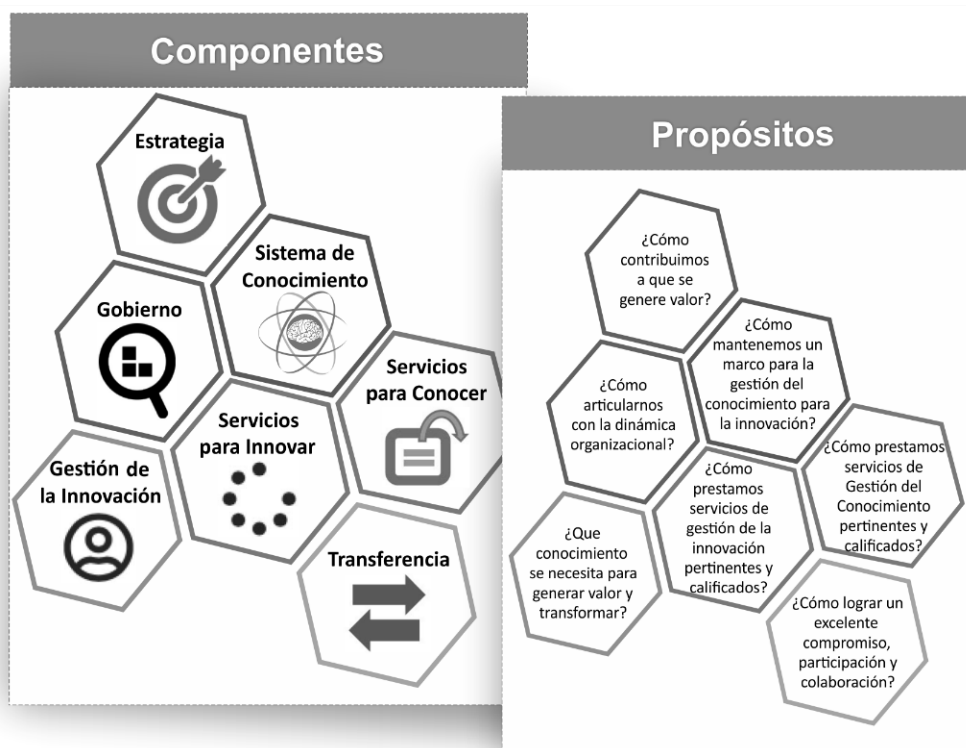 Componentes
Estrategia
Sistema de
Conocimiento
Gobierno
Servicios
para Conocer
Servicios
para Innovar
Gestión de
la Innovación
Transferencia
Propósitos
¿Cómo
contribuimos
a que se
genere valor?
¿Cómo
mantenemos un
marco para la
gestión del
conocimiento para
la innovación?
¿Cómo
articularnos
con la dinámica
organizacional?
¿Cómo prestamos
servicios de
Gestión del
Conocimiento
pertinentes y
calificados?
¿Cómo
prestamos
servicios de
gestión de la
innovación
pertinentes y
calificados?
¿Que
conocimiento
se necesita para
generar valor y
transformar?
¿Cómo lograr un
excelente
compromiso,
participación y
colaboración?